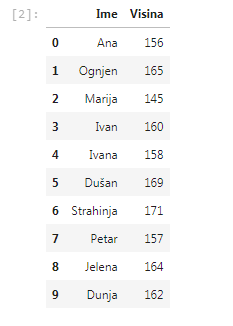 [2]:
Ime Visina
0 Ana 156
1 Ognjen 165
2 Marija 145
3 Ivan 160
4 Ivana 158
5 Dušan 169
6 Strahinja 171
7 Petar 157
8 Jelena 164
9 Dunja 162